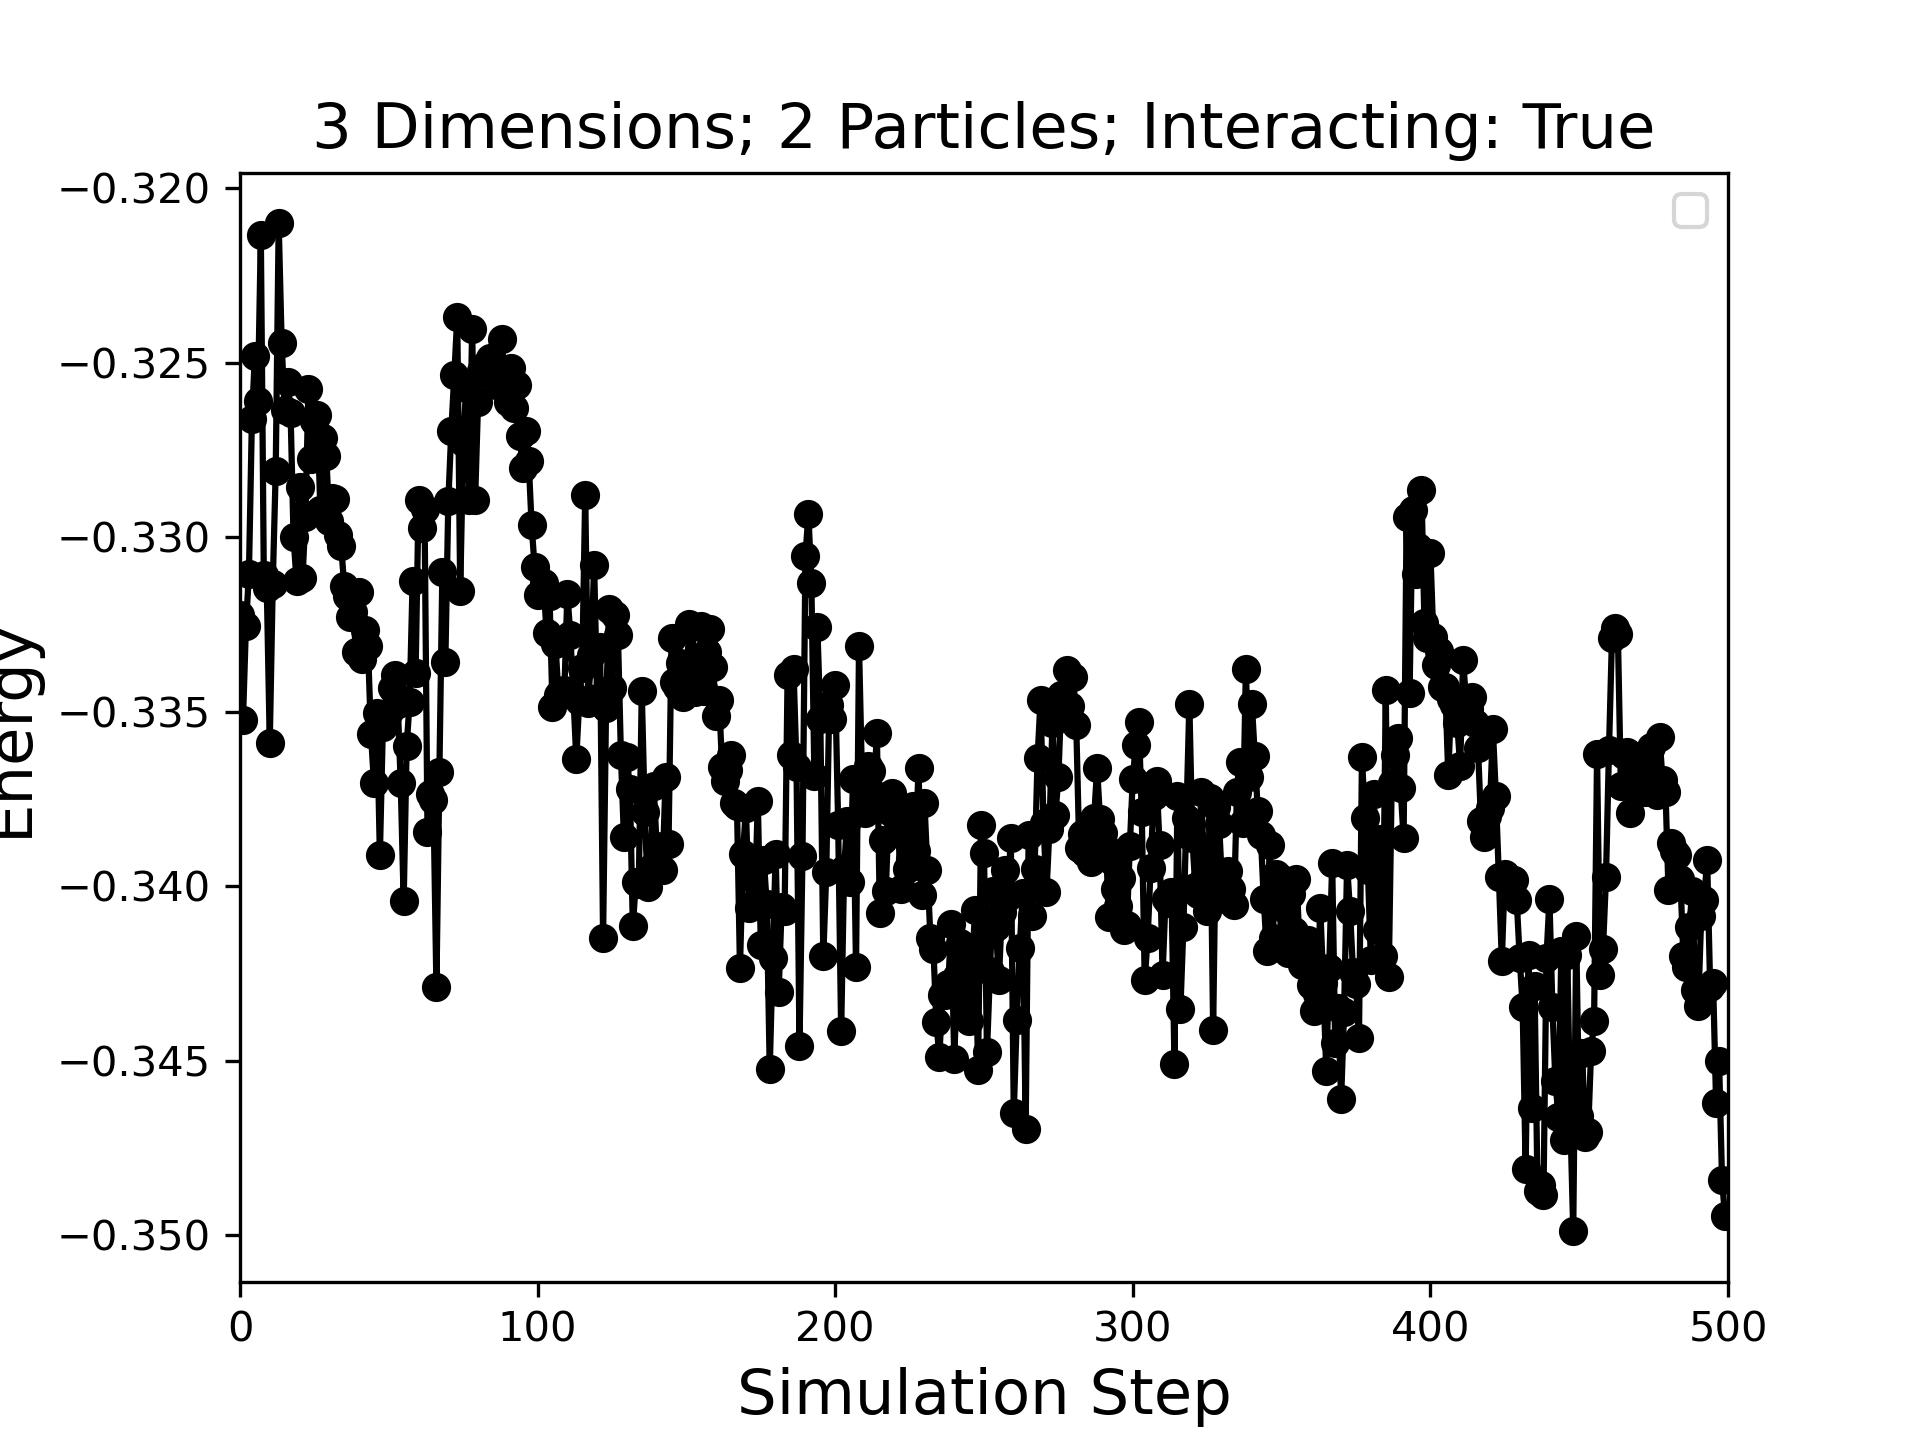 3 Dimensions; 2 Particles; Interacting: True
−0.320
−0.325
−0.330
−0.335
−0.340
−0.345
−0.350
Energy
0 100 200 300 400 500
Simulation Step